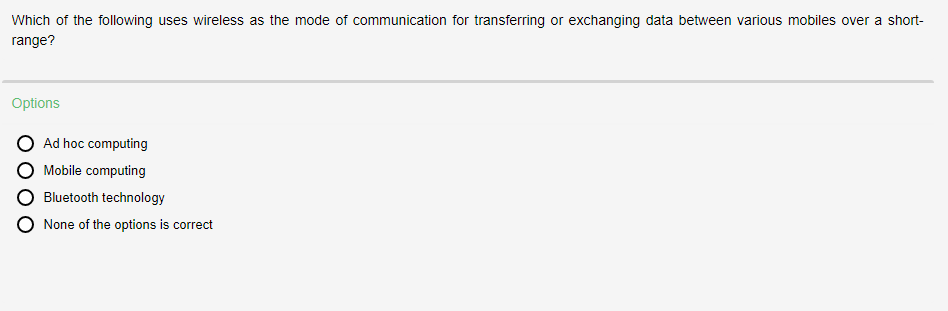 Which of the following uses wireless as the mode of communication for transferring or exchanging data between various mobiles over a short-
range?
Options
Ad hoc computing
Mobile computing
Bluetooth technology
None of the options is correct